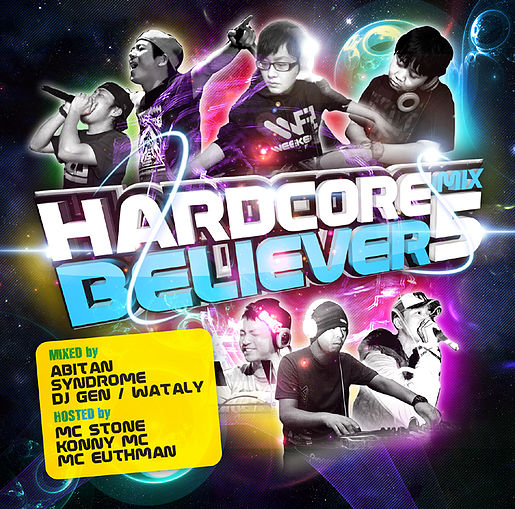 WEEKE
HARDCORE MIX
BELIEVER 5
MIXED by
ABITAN
SYNDROME
DJ GEN / WATALY
HOSTED by
MC STONE
KONNY MC
MC EUTHMAN